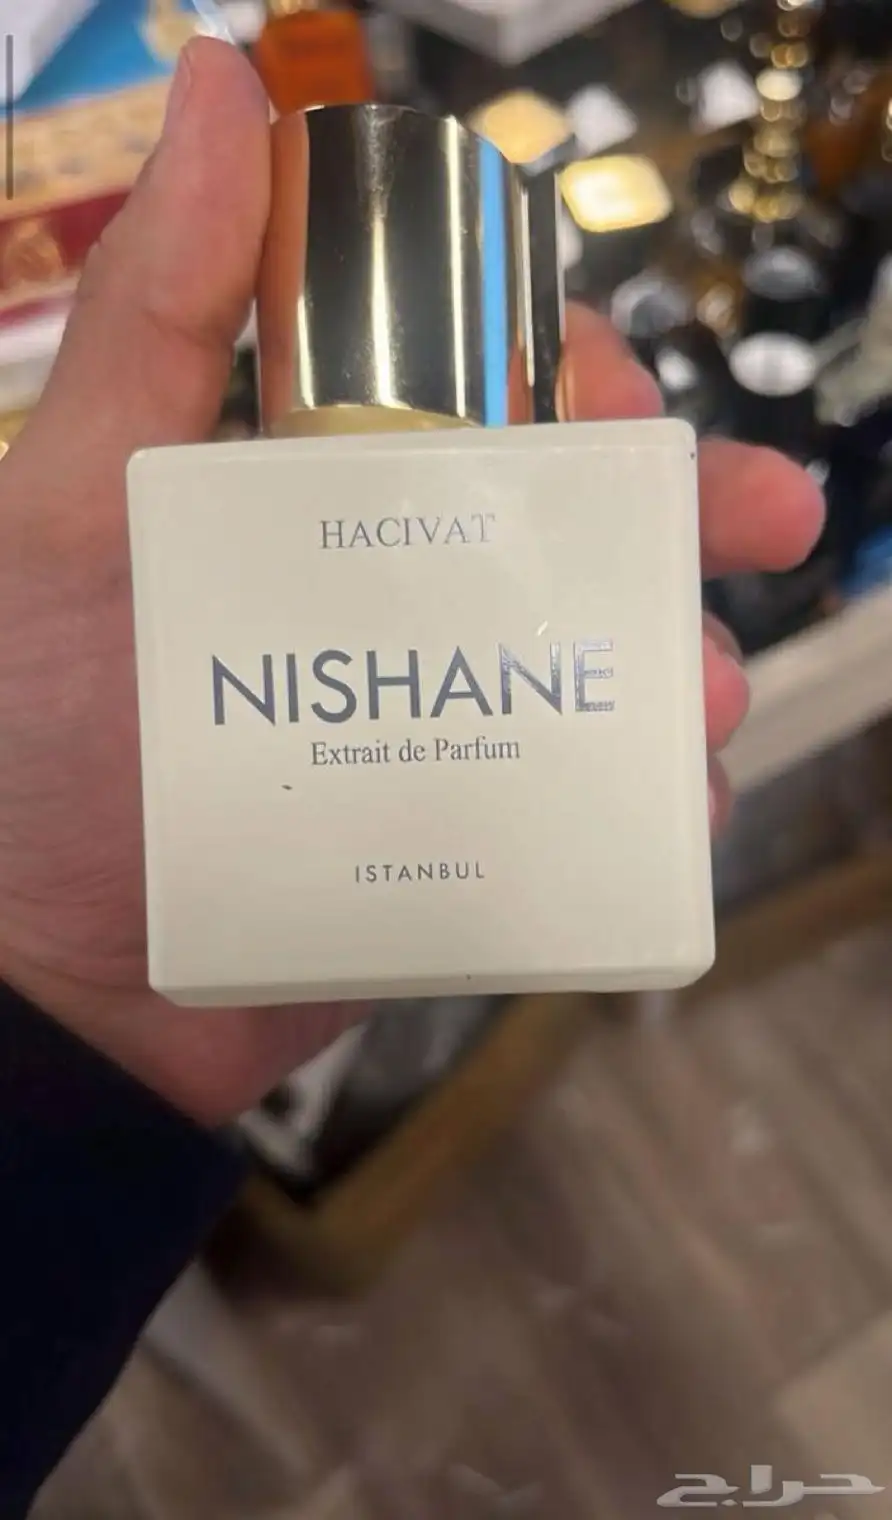 HACIVAT
NISHANE
Extrait de Parfum
ISTANBUL
حراج